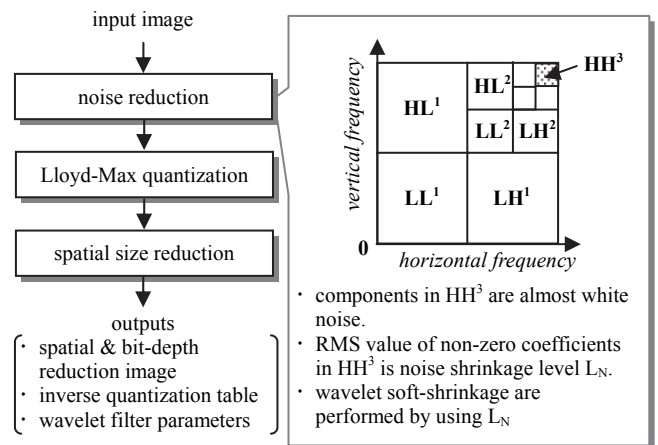 input image
noise reduction
Lloyd-Max quantization
spatial size reduction
outputs
· spatial & bit-depth
reduction image
· inverse quantization table
· wavelet filter parameters
HH³
HL²
HL¹
LL²
LH²
LL¹
LH¹
vertical frequency
0
horizontal frequency
· components in HH³ are almost white
noise.
· RMS value of non-zero coefficients
in HH³ is noise shrinkage level L_N.
· wavelet soft-shrinkage are
performed by using L_N